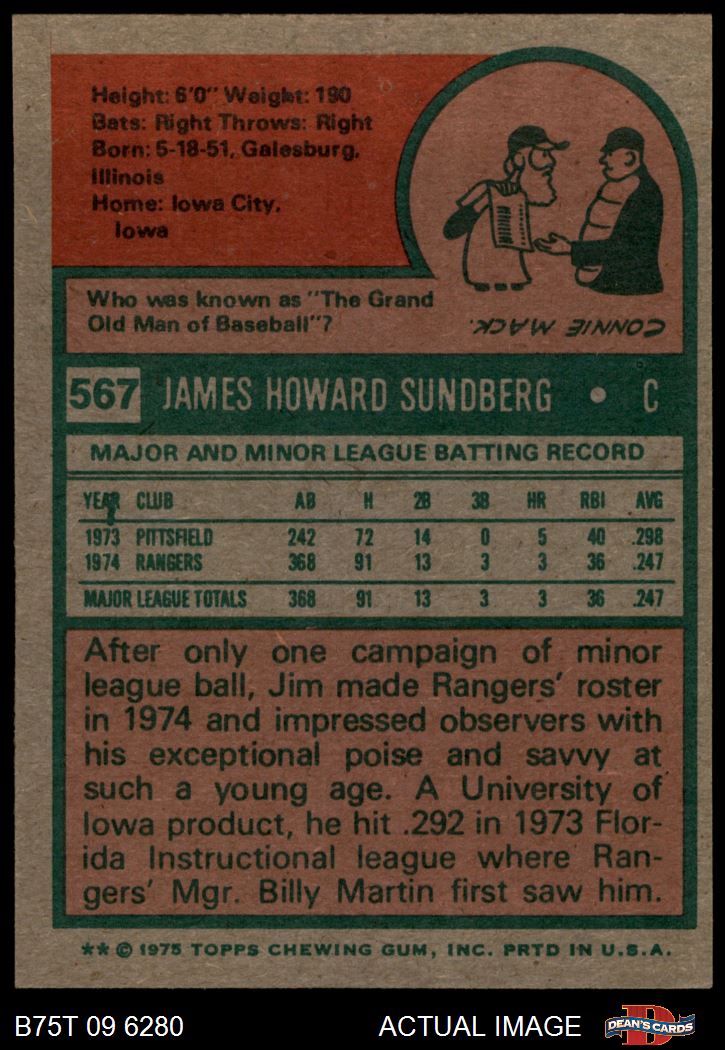 Height: 6'0" Weight: 190
Bats: Right Throws: Right
Born: 5-18-51, Galesburg,
Illinois
Home: Iowa City,
Iowa
Who was known as "The Grand
Old Man of Baseball"?
CONNIE MACK.
567 JAMES HOWARD SUNDBERG • C
MAJOR AND MINOR LEAGUE BATTING RECORD
YEAR CLUB AB H 2B 3B HR RBI AVG
1973 PITTSFIELD 242 72 14 0 5 40 .298
1974 RANGERS 368 91 13 3 3 36 .247
MAJOR LEAGUE TOTALS 368 91 13 3 3 36 .247
After only one campaign of minor
league ball, Jim made Rangers' roster
in 1974 and impressed observers with
his exceptional poise and savvy at
such a young age. A University of
Iowa product, he hit .292 in 1973 Flor-
ida Instructional league where Ran-
gers' Mgr. Billy Martin first saw him.
** © 1975 TOPPS CHEWING GUM, INC. PRTD IN U.S.A.
B75T 09 6280 ACTUAL IMAGE D DEAN'S CARDS